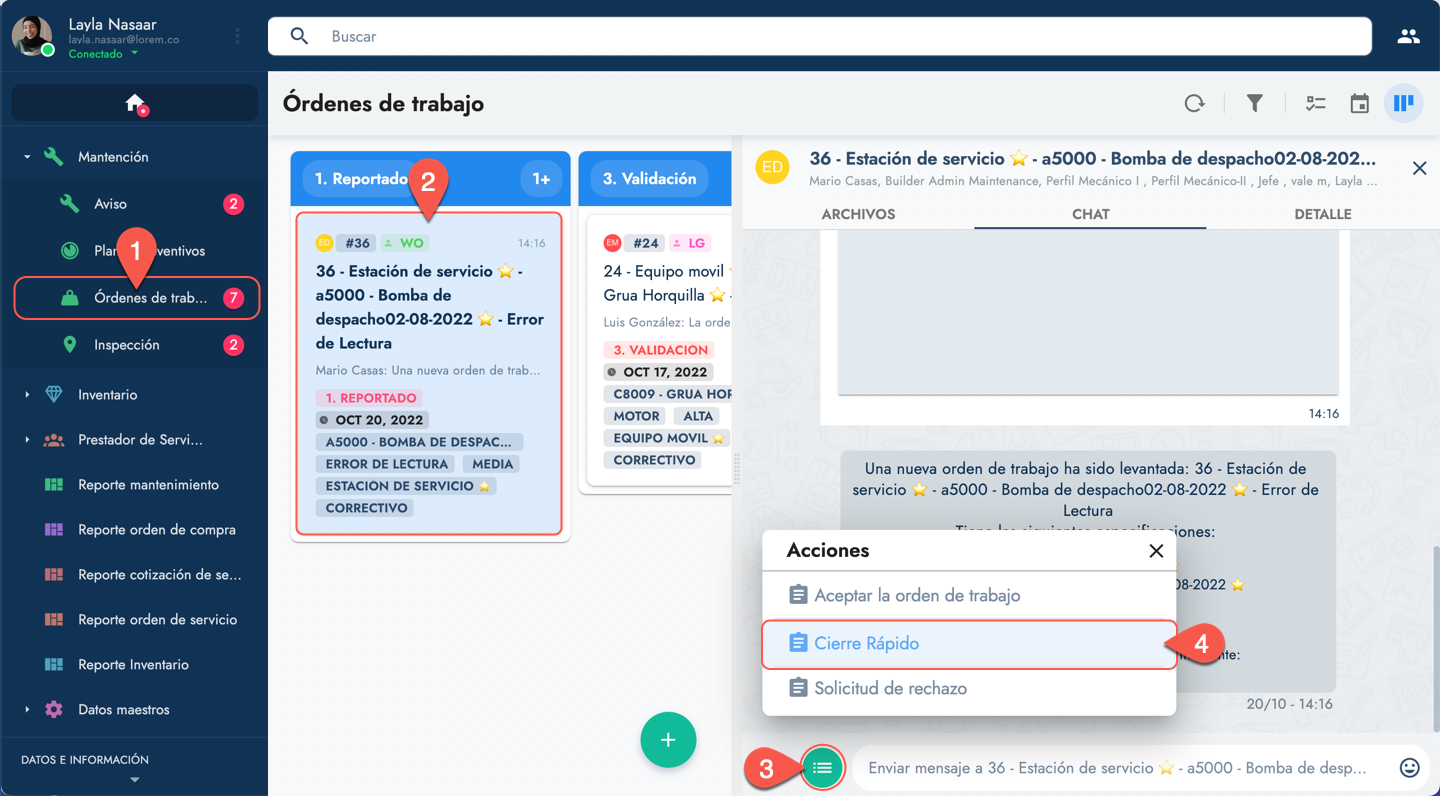 Layla Nasaar
layla.nasaar@lorem.co
Conectado
Buscar
Mantención
Aviso
2
Plan
eventivos
1
Órdenes de trab...
7
Inspección
2
Inventario
Prestador de Servi...
Reporte mantenimiento
Reporte orden de compra
Reporte cotización de se...
Reporte orden de servicio
Reporte Inventario
Datos maestros
DATOS E INFORMACIÓN
Órdenes de trabajo
1. Reportado
1+
2
ED #36 WO 14:16
36 - Estación de servicio ⭐ -
a5000 - Bomba de
despacho02-08-2022 ⭐ - Error
de Lectura
Mario Casas: Una nueva orden de trab...
1. REPORTADO
OCT 20, 2022
A5000 - BOMBA DE DESPAC...
ERROR DE LECTURA MEDIA
ESTACION DE SERVICIO ⭐
CORRECTIVO
3. Validación
EM #24 LG
24 - Equipo movil
Grua Horquilla ⭐ -
Luis González: La orde
3. VALIDACIÓN
OCT 17, 2022
C8009 - GRUA HOR
MOTOR ALTA
EQUIPO MOVIL ⭐
CORRECTIVO
ED
36 - Estación de servicio ⭐ - a5000 - Bomba de despacho02-08-202...
Mario Casas, Builder Admin Maintenance, Perfil Mecánico I , Perfil Mecánico-II , Jefe , vale m, Layla ...
ARCHIVOS CHAT DETALLE
14:16
Una nueva orden de trabajo ha sido levantada: 36 - Estación de
servicio ⭐ - a5000 - Bomba de despacho02-08-2022 ⭐ - Error de
Lectura
ones:
08-2022 ⭐
nte:
20/10 - 14:16
Acciones
Aceptar la orden de trabajo
Cierre Rápido
4
Solicitud de rechazo
3
Enviar mensaje a 36 - Estación de servicio ⭐ - a5000 - Bomba de desp...